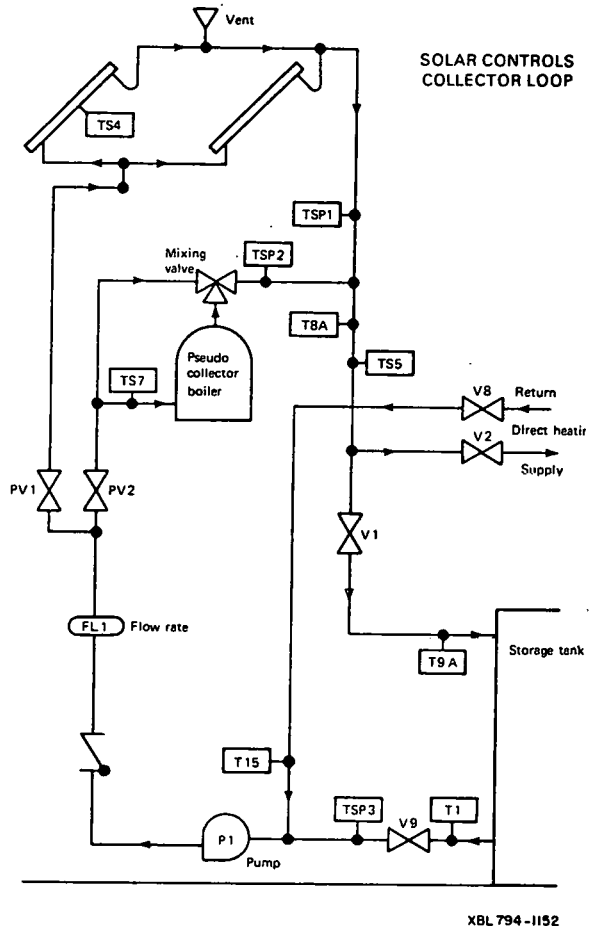 Vent
SOLAR CONTROLS
COLLECTOR LOOP
TS4
TSP1
Mixing
valve
TSP2
T8A
Pseudo
collector
boiler
TS7
TS5
V8
Return
Direct heatin
V2
Supply
PV1
PV2
V1
FL1
Flow rate
Storage tank
T9A
T15
TSP3
V9
T1
P1
Pump
XBL 794-1152